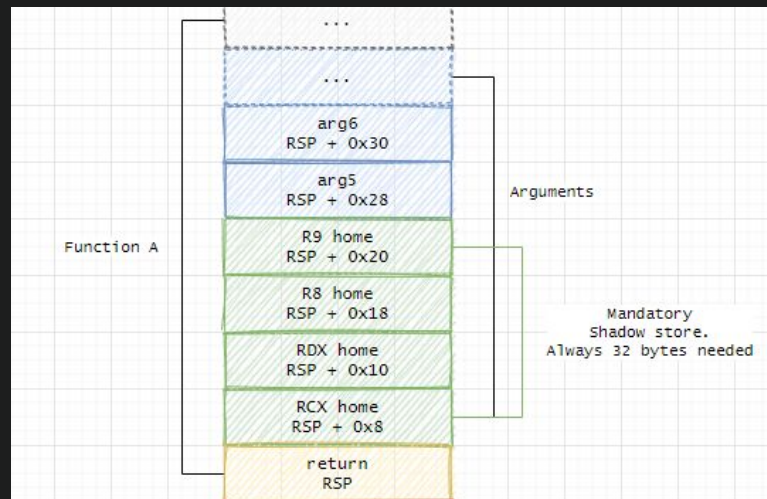 ...
...
arg6
RSP + 0x30
arg5
RSP + 0x28
Arguments
R9 home
RSP + 0x20
Function A
R8 home
RSP + 0x18
Mandatory
Shadow store.
Always 32 bytes needed
RDX home
RSP + 0x10
RCX home
RSP + 0x8
return
RSP